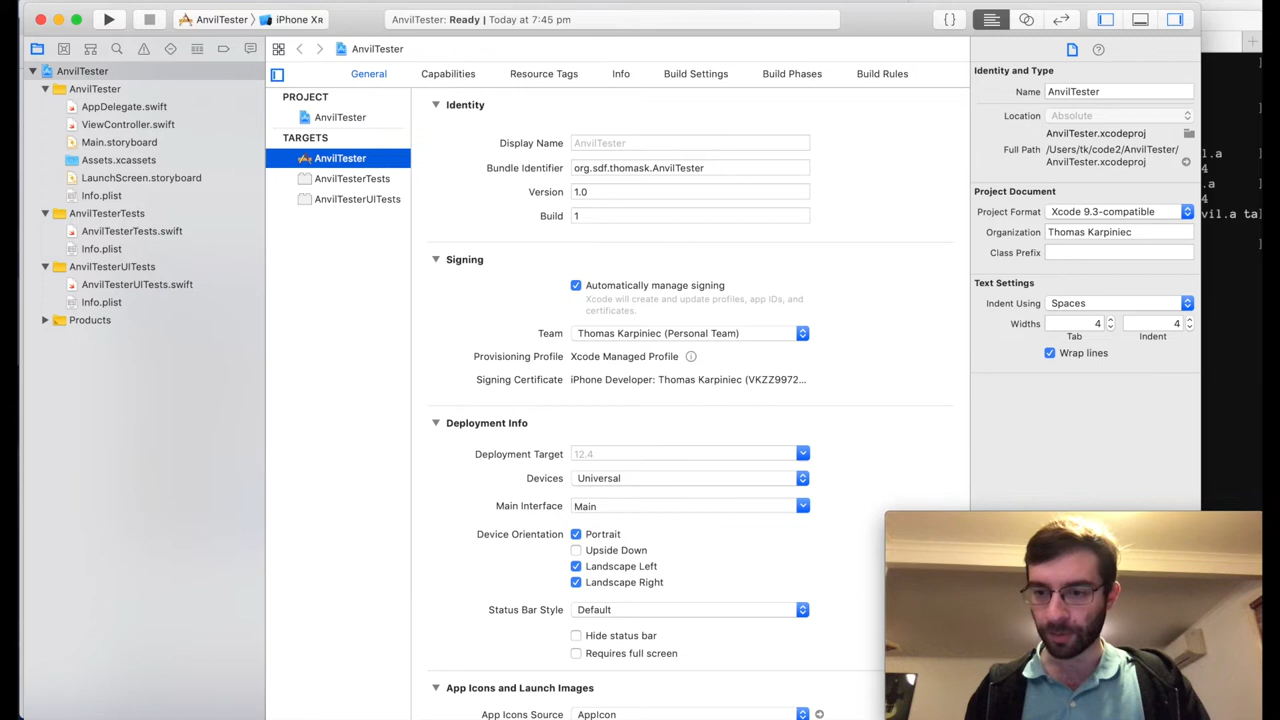 AnvilTester
iPhone XR
AnvilTester: Ready | Today at 7:45 pm
{ }
AnvilTester
AnvilTester
AppDelegate.swift
ViewController.swift
Main.storyboard
Assets.xcassets
LaunchScreen.storyboard
Info.plist
AnvilTesterTests
AnvilTesterTests.swift
Info.plist
AnvilTesterUITests
AnvilTesterUITests.swift
Info.plist
Products
AnvilTester
General Capabilities Resource Tags Info Build Settings Build Phases Build Rules
PROJECT
AnvilTester
TARGETS
AnvilTester
AnvilTesterTests
AnvilTesterUITests
Identity
Display Name AnvilTester
Bundle Identifier org.sdf.thomask.AnvilTester
Version 1.0
Build 1
Signing
Automatically manage signing
Xcode will create and update profiles, app IDs, and
certificates.
Team Thomas Karpiniec (Personal Team)
Provisioning Profile Xcode Managed Profile
Signing Certificate iPhone Developer: Thomas Karpiniec (VKZZ9972...
Deployment Info
Deployment Target 12.4
Devices Universal
Main Interface Main
Device Orientation Portrait
Upside Down
Landscape Left
Landscape Right
Status Bar Style Default
Hide status bar
Requires full screen
App Icons and Launch Images
App Icons Source AppIcon
Identity and Type
Name AnvilTester
Location Absolute
AnvilTester.xcodeproj
Full Path /Users/tk/code2/AnvilTester/
AnvilTester.xcodeproj
Project Document
Project Format Xcode 9.3-compatible
Organization Thomas Karpiniec
Class Prefix
Text Settings
Indent Using Spaces
Widths 4 4
Tab Indent
Wrap lines
l.a
4
l.a
4
vil.a ta